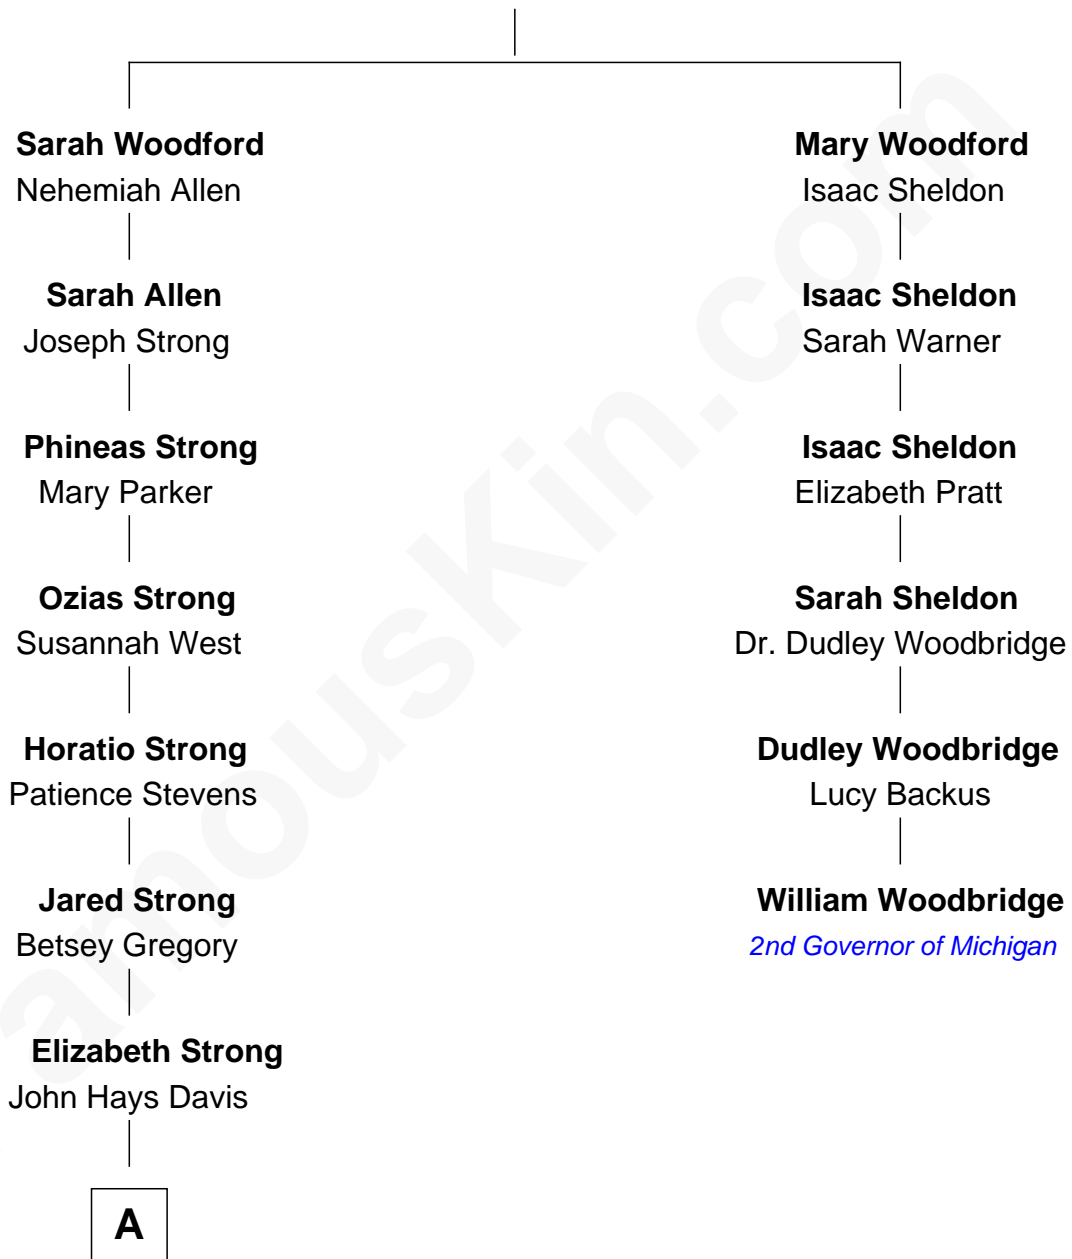 Sarah Woodford
Nehemiah Allen
Sarah Allen
Joseph Strong
Phineas Strong
Mary Parker
Ozias Strong
Susannah West
Horatio Strong
Patience Stevens
Jared Strong
Betsey Gregory
Elizabeth Strong
John Hays Davis
A
Mary Woodford
Isaac Sheldon
Isaac Sheldon
Sarah Warner
Isaac Sheldon
Elizabeth Pratt
Sarah Sheldon
Dr. Dudley Woodbridge
Dudley Woodbridge
Lucy Backus
William Woodbridge
2nd Governor of Michigan
amousKin.com